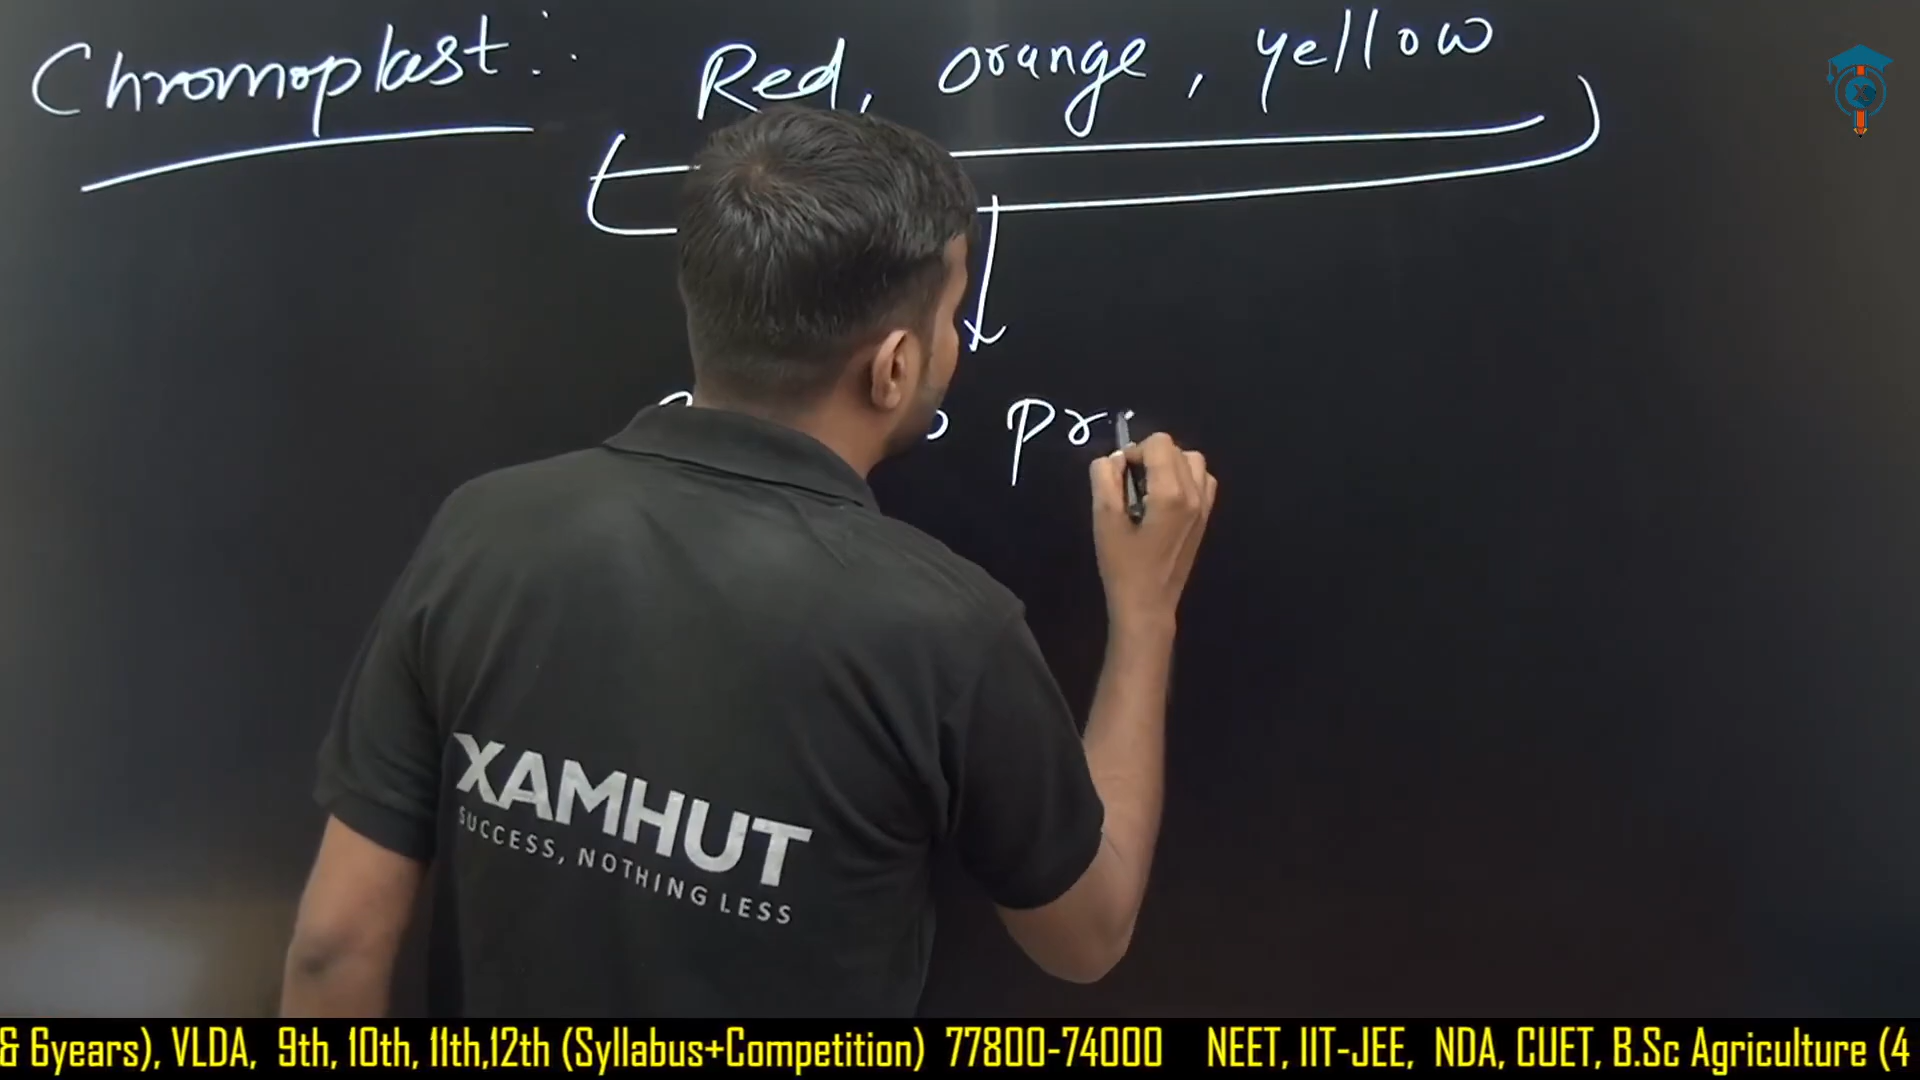 Chromoplast :- Red, orange, yellow
XAMHUT
SUCCESS, NOTHING LESS
& 6years), VLDA, 9th, 10th, 11th,12th (Syllabus+Competition) 77800-74000 NEET, IIT-JEE, NDA, CUET, B.Sc Agriculture (4